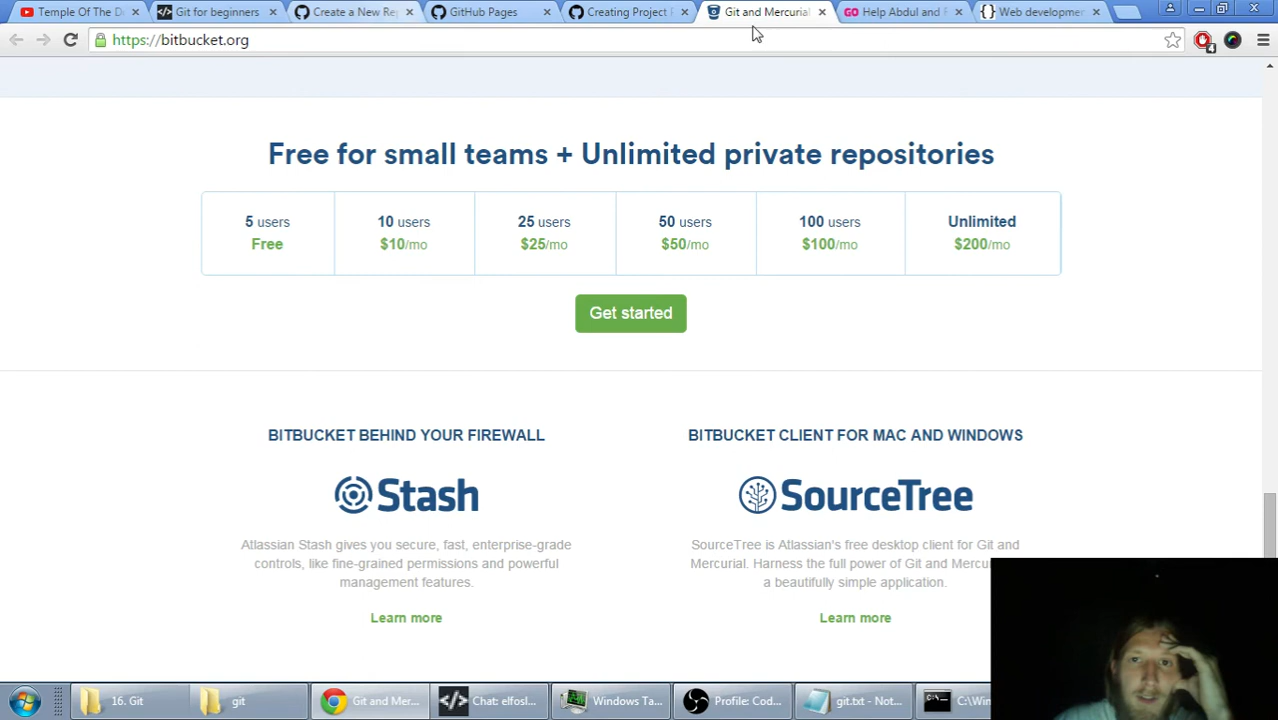 Temple Of The D
Git for beginners
Create a New Re
GitHub Pages
Creating Project
Git and Mercurial
Help Abdul and
Web developmen
https://bitbucket.org
4
Free for small teams + Unlimited private repositories
5 users
Free
10 users
$10/mo
25 users
$25/mo
50 users
$50/mo
100 users
$100/mo
Unlimited
$200/mo
Get started
BITBUCKET BEHIND YOUR FIREWALL
Stash
Atlassian Stash gives you secure, fast, enterprise-grade
controls, like fine-grained permissions and powerful
management features.
Learn more
BITBUCKET CLIENT FOR MAC AND WINDOWS
SourceTree
SourceTree is Atlassian's free desktop client for Git and
Mercurial. Harness the full power of Git and Mercu
a beautifully simple application.
Learn more
16. Git
git
Git and Mer...
Chat: elfosl...
Windows Ta...
Profile: Cod...
git.txt - Not...
C:\Win